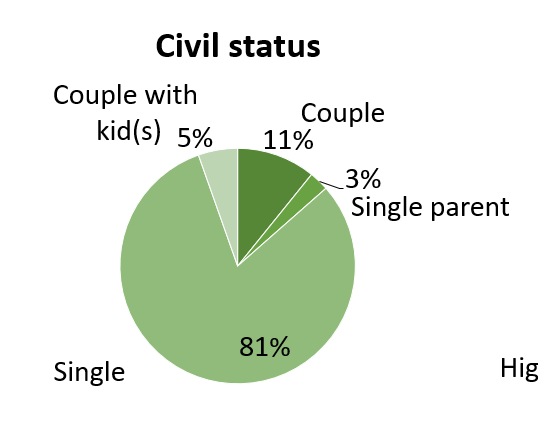 Civil status
Couple with
kid(s)
5%
Couple
11%
3%
Single parent
81%
Single
Hig